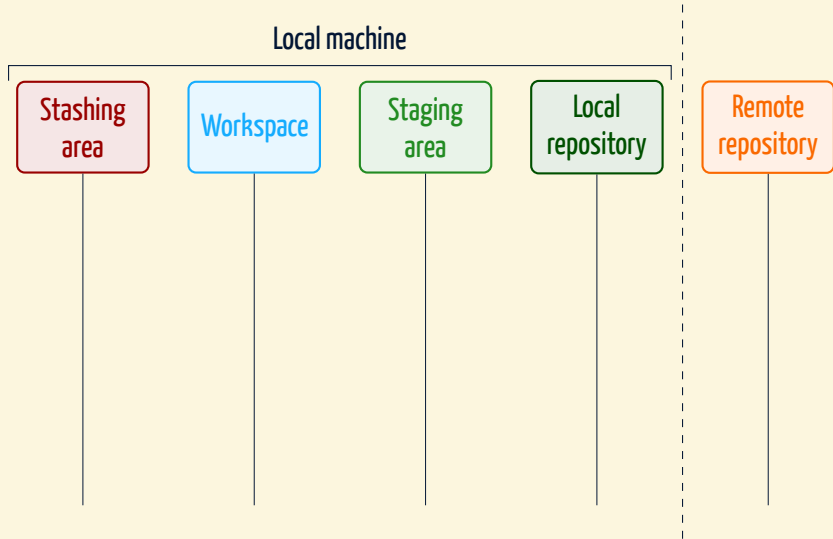 Local machine
Stashing
area
Workspace
Staging
area
Local
repository
Remote
repository